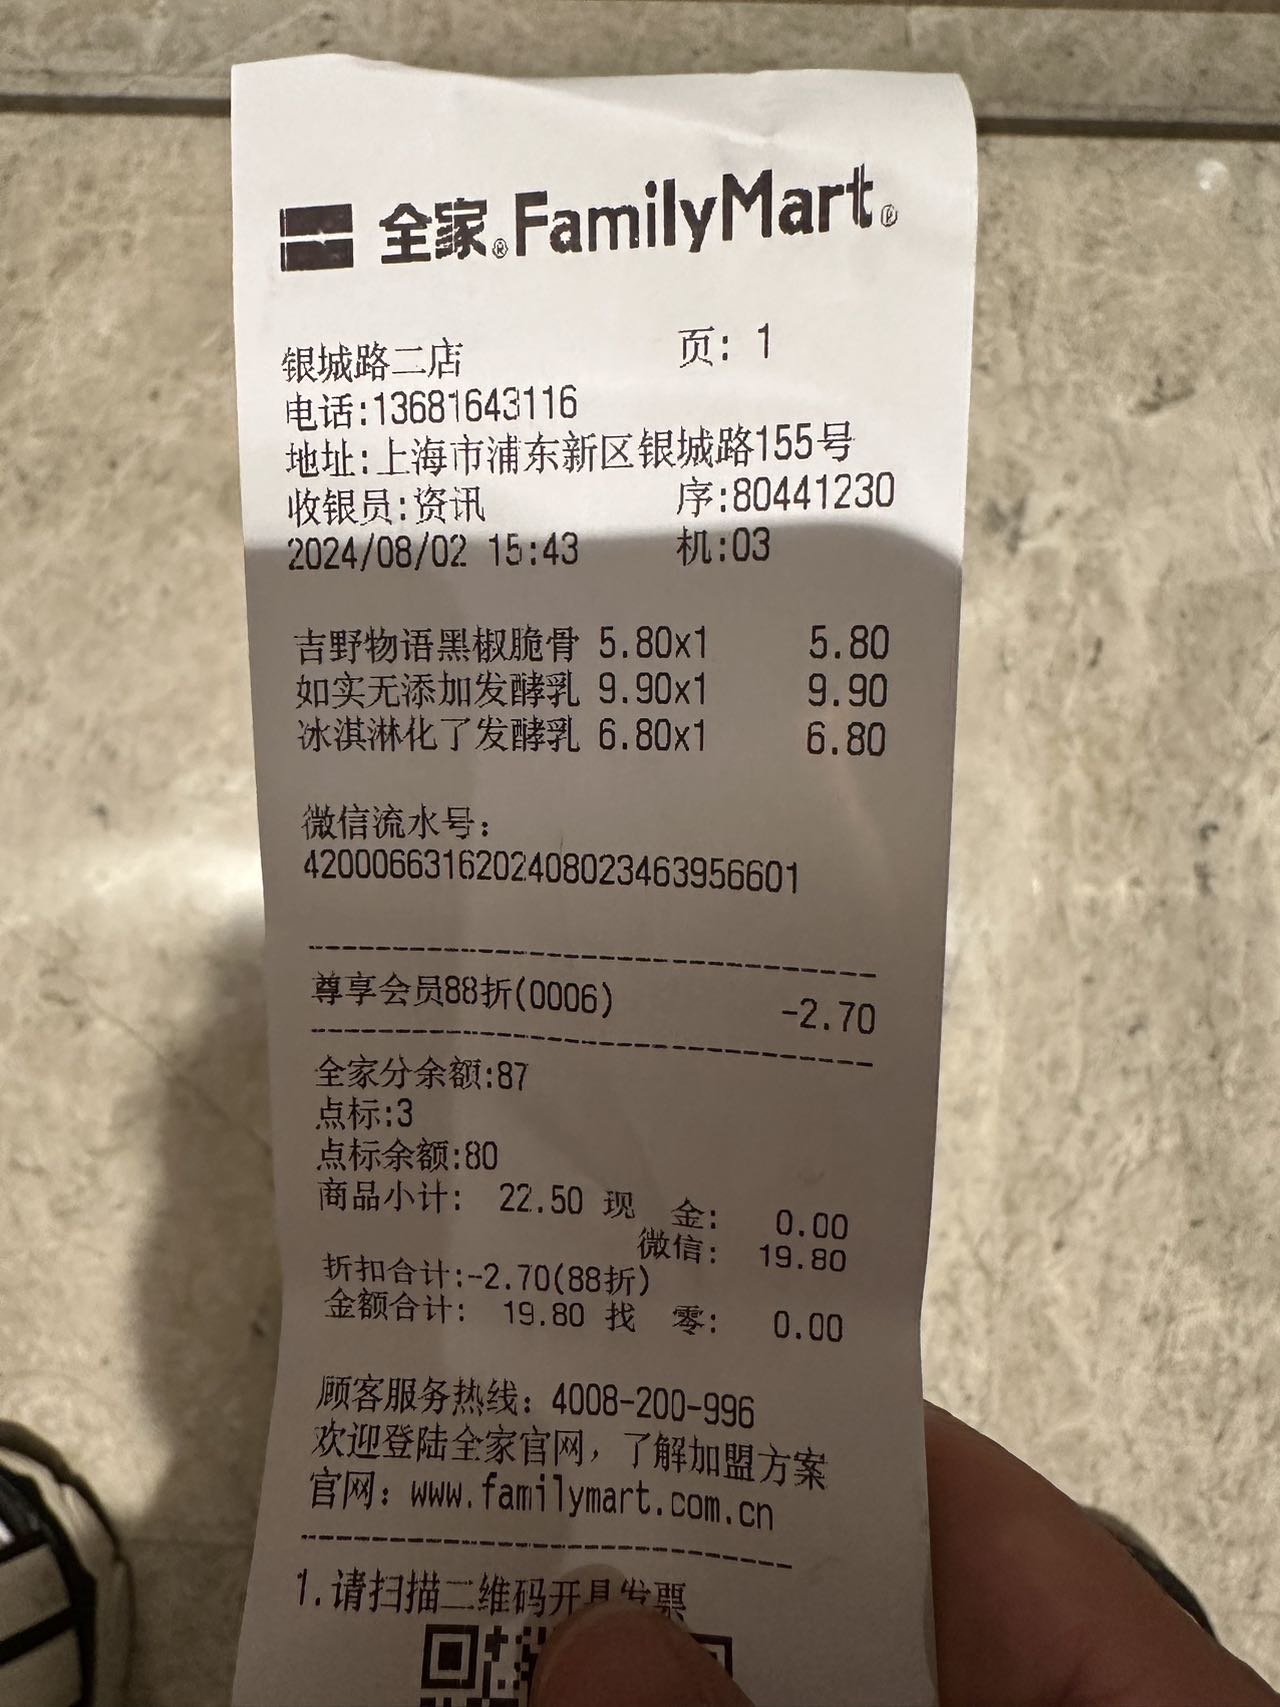 全家® FamilyMart®
银城路二店 页: 1
电话:13681643116
地址:上海市浦东新区银城路155号
收银员:资讯 序:80441230
2024/08/02 15:43 机:03
吉野物语黑椒脆骨 5.80x1 5.80
如实无添加发酵乳 9.90x1 9.90
冰淇淋化了发酵乳 6.80x1 6.80
微信流水号:
4200066316202408023463956601
尊享会员88折(0006) -2.70
全家分余额:87
点标:3
点标余额:80
商品小计: 22.50 现 金: 0.00
微信: 19.80
折扣合计:-2.70(88折)
金额合计: 19.80 找 零: 0.00
顾客服务热线: 4008-200-996
欢迎登陆全家官网,了解加盟方案
官网: www.familymart.com.cn
1.请扫描二维码开具发票